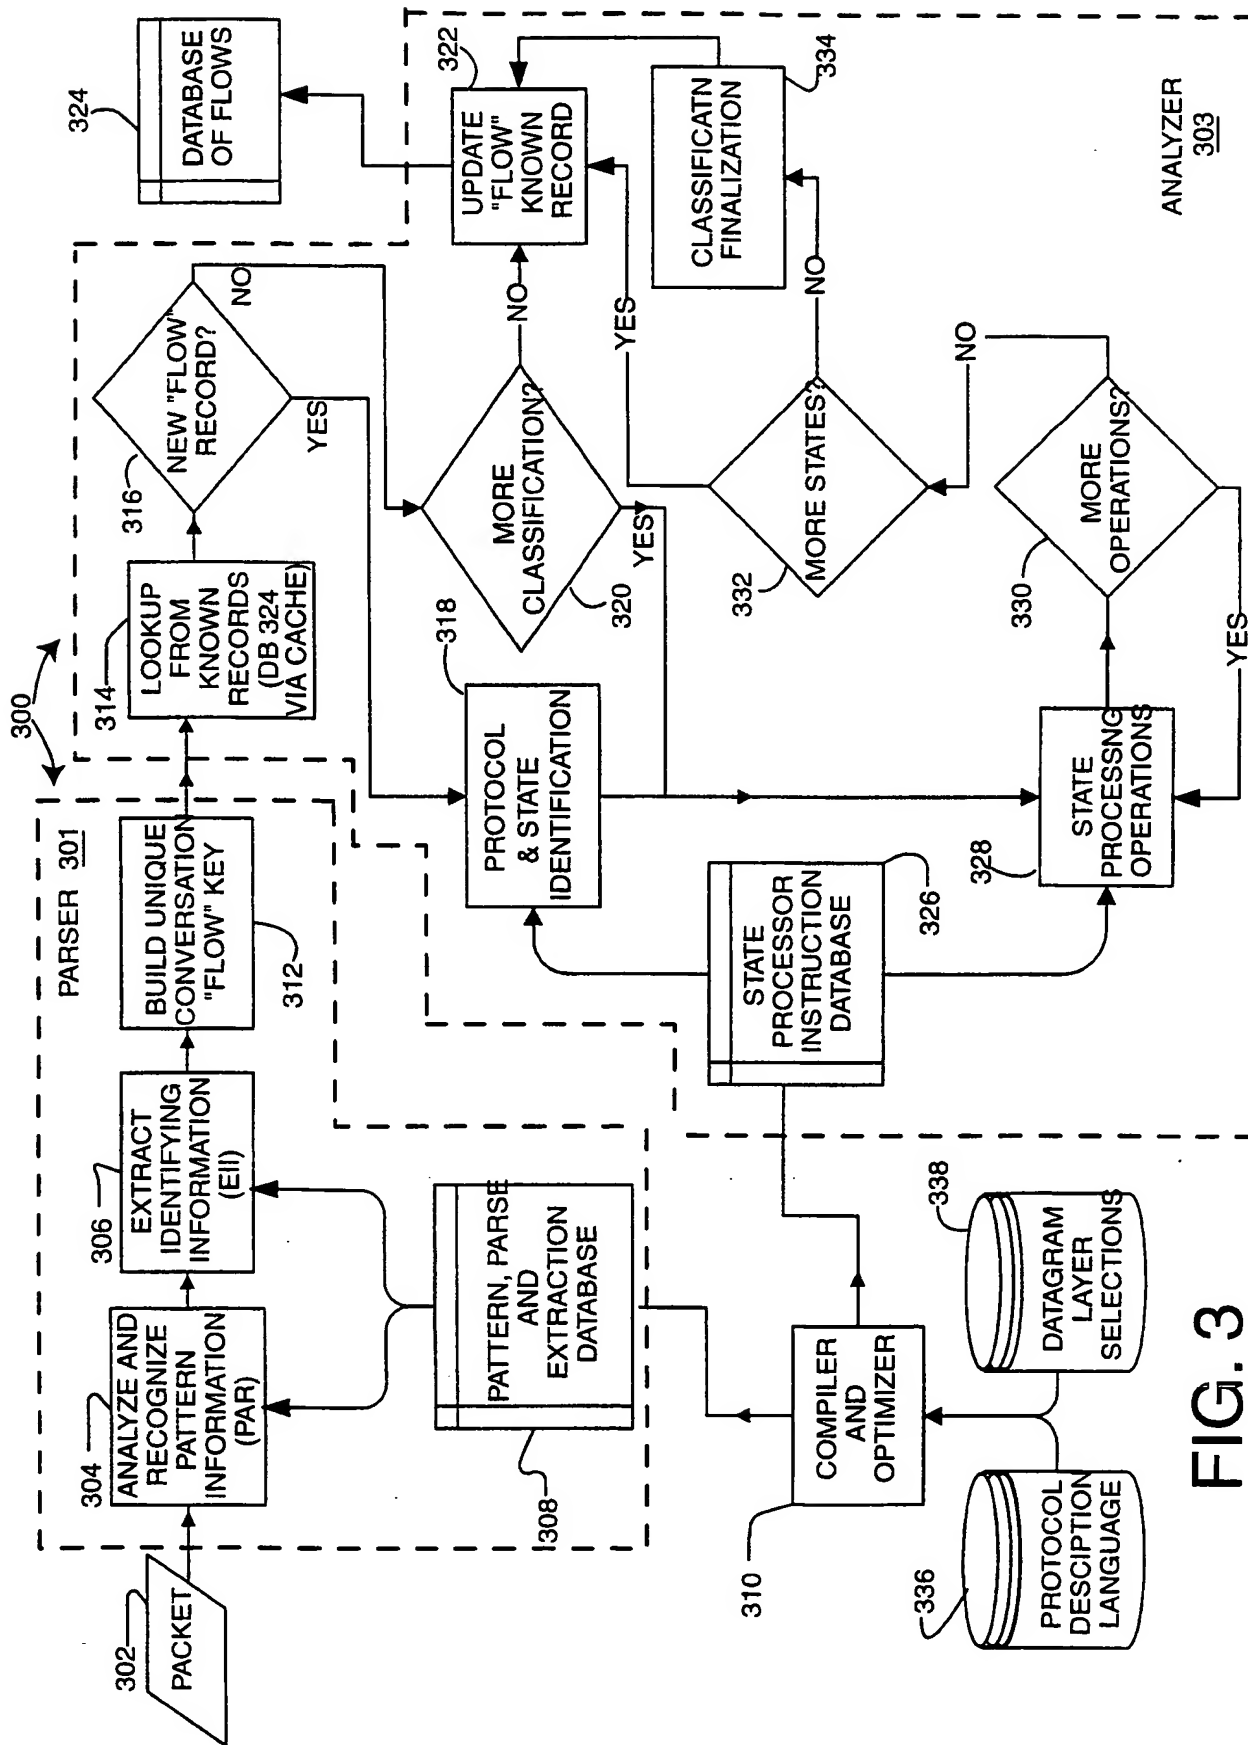 300
PARSER 301
302
PACKET
304
ANALYZE AND
RECOGNIZE
PATTERN
INFORMATION
(PAR)
306
EXTRACT
IDENTIFYING
INFORMATION
(EII)
BUILD UNIQUE
CONVERSATION
"FLOW" KEY
312
314
LOOKUP
FROM
KNOWN
RECORDS
(DB 324
VIA CACHE)
316
NEW "FLOW"
RECORD?
NO
YES
324
DATABASE
OF FLOWS
PATTERN, PARSE
AND
EXTRACTION
DATABASE
308
318
PROTOCOL
& STATE
IDENTIFICATION
MORE
CLASSIFICATION?
320
YES
NO
322
UPDATE
"FLOW"
KNOWN
RECORD
STATE
PROCESSOR
INSTRUCTION
DATABASE
326
332
MORE STATES?
YES
NO
CLASSIFICATN
FINALIZATION
334
310
COMPILER
AND
OPTIMIZER
328
STATE
PROCESSNG
OPERATIONS
330
MORE
OPERATIONS?
NO
YES
336
PROTOCOL
DESCIPTION
LANGUAGE
338
DATAGRAM
LAYER
SELECTIONS
ANALYZER
303
FIG. 3